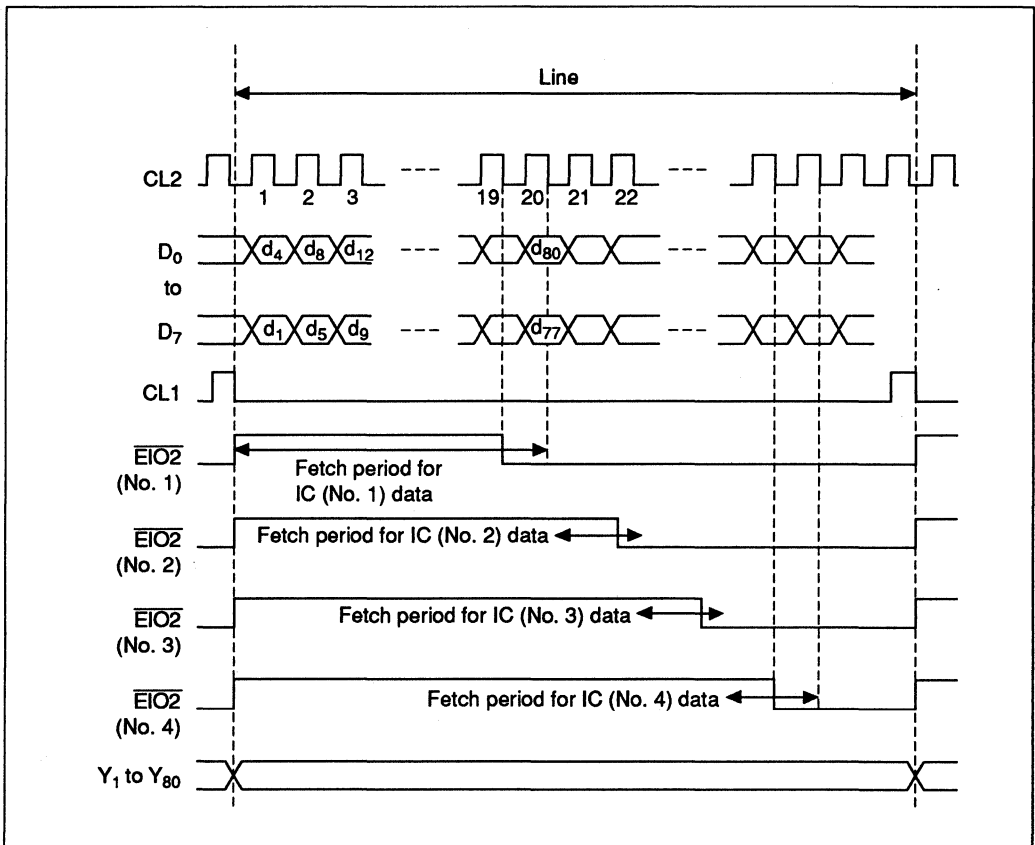 Line
CL2
1 2 3 19 20 21 22
D0 d4 d8 d12 d80
to
D7 d1 d5 d9 d77
CL1
EIO2
(No. 1)
Fetch period for
IC (No. 1) data
EIO2
(No. 2)
Fetch period for IC (No. 2) data
EIO2
(No. 3)
Fetch period for IC (No. 3) data
EIO2
(No. 4)
Fetch period for IC (No. 4) data
Y1 to Y80